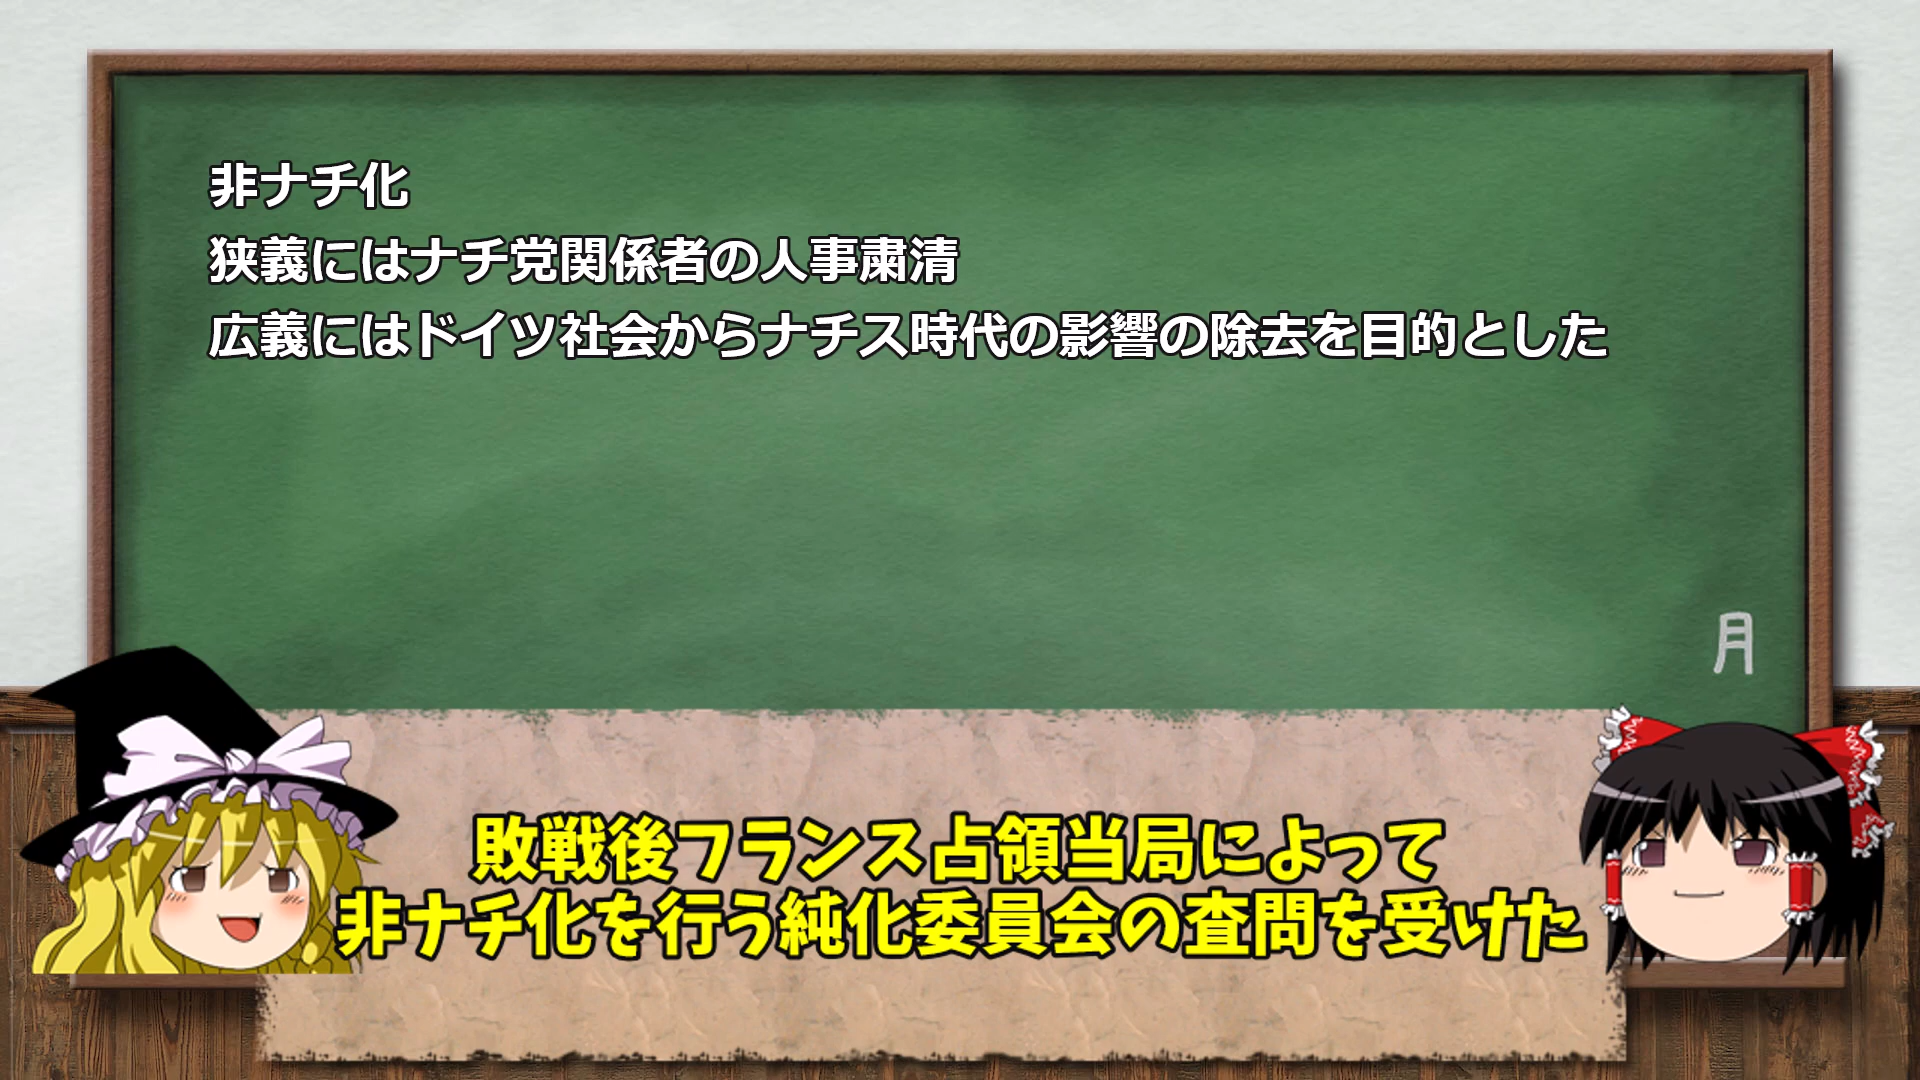 非ナチ化
狭義にはナチ党関係者の人事粛清
広義にはドイツ社会からナチス時代の影響の除去を目的とした
月
敗戦後フランス占領当局によって
非ナチ化を行う純化委員会の査問を受けた